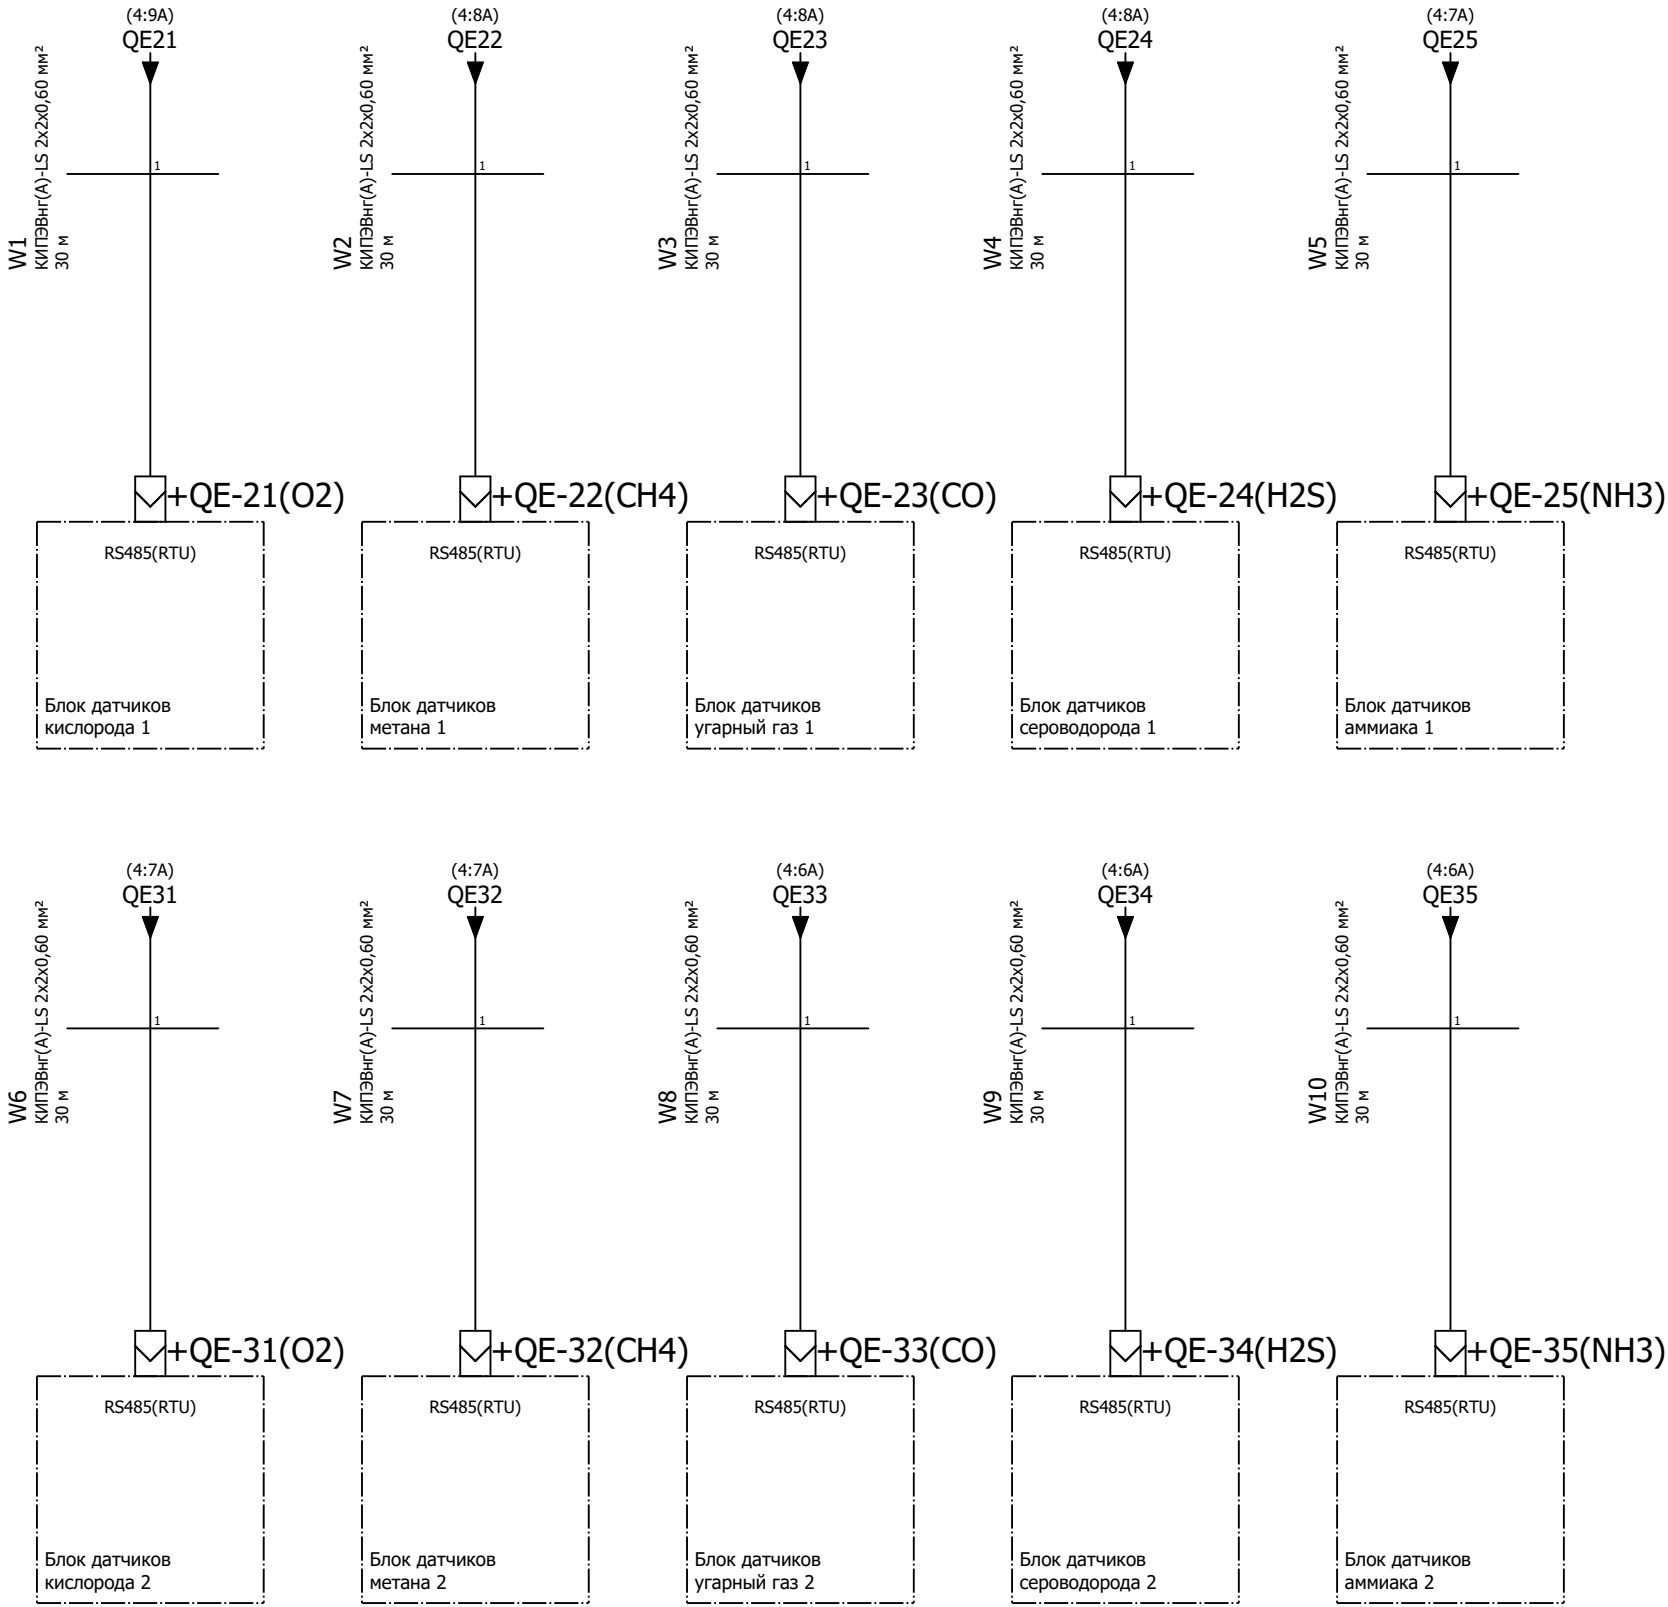 (4:9A)
QE21
W1
КИПЭВнг(А)-LS 2x2x0,60 мм²
30 м
1
+QE-21(O2)
RS485(RTU)
Блок датчиков
кислорода 1
(4:8A)
QE22
W2
КИПЭВнг(А)-LS 2x2x0,60 мм²
30 м
1
+QE-22(CH4)
RS485(RTU)
Блок датчиков
метана 1
(4:8A)
QE23
W3
КИПЭВнг(А)-LS 2x2x0,60 мм²
30 м
1
+QE-23(CO)
RS485(RTU)
Блок датчиков
угарный газ 1
(4:8A)
QE24
W4
КИПЭВнг(А)-LS 2x2x0,60 мм²
30 м
1
+QE-24(H2S)
RS485(RTU)
Блок датчиков
сероводорода 1
(4:7A)
QE25
W5
КИПЭВнг(А)-LS 2x2x0,60 мм²
30 м
1
+QE-25(NH3)
RS485(RTU)
Блок датчиков
аммиака 1
(4:7A)
QE31
W6
КИПЭВнг(А)-LS 2x2x0,60 мм²
30 м
1
+QE-31(O2)
RS485(RTU)
Блок датчиков
кислорода 2
(4:7A)
QE32
W7
КИПЭВнг(А)-LS 2x2x0,60 мм²
30 м
1
+QE-32(CH4)
RS485(RTU)
Блок датчиков
метана 2
(4:6A)
QE33
W8
КИПЭВнг(А)-LS 2x2x0,60 мм²
30 м
1
+QE-33(CO)
RS485(RTU)
Блок датчиков
угарный газ 2
(4:6A)
QE34
W9
КИПЭВнг(А)-LS 2x2x0,60 мм²
30 м
1
+QE-34(H2S)
RS485(RTU)
Блок датчиков
сероводорода 2
(4:6A)
QE35
W10
КИПЭВнг(А)-LS 2x2x0,60 мм²
30 м
1
+QE-35(NH3)
RS485(RTU)
Блок датчиков
аммиака 2